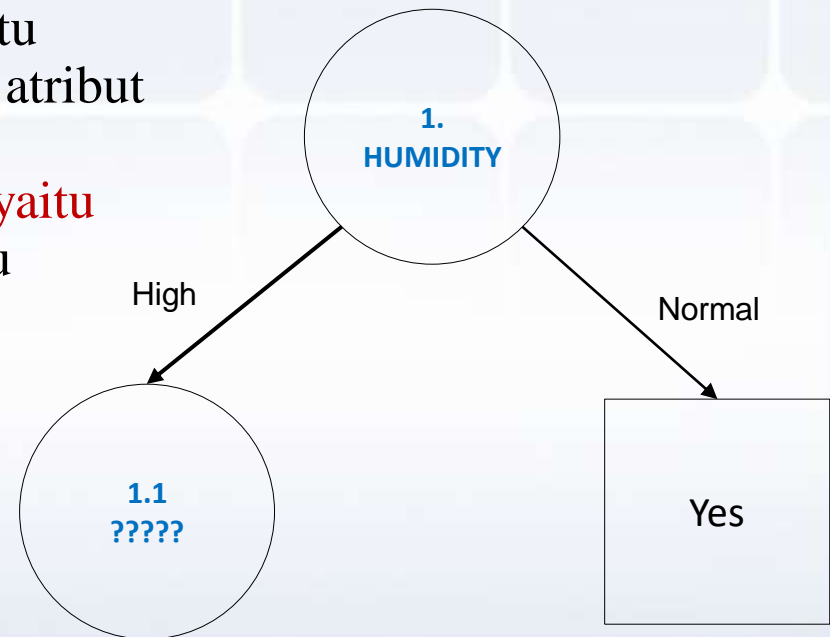 tu
atribut
yaitu
u
1.
HUMIDITY
High
Normal
1.1
?????
Yes